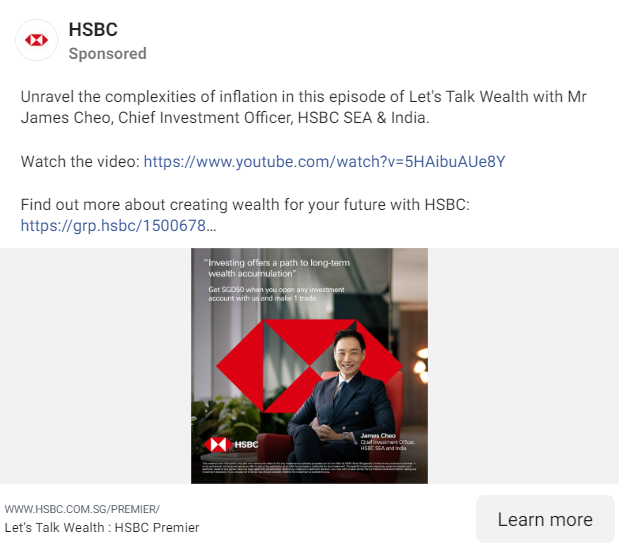 HSBC
Sponsored
Unravel the complexities of inflation in this episode of Let's Talk Wealth with Mr
James Cheo, Chief Investment Officer, HSBC SEA & India.
Watch the video: https://www.youtube.com/watch?v=5HAibuAUe8Y
Find out more about creating wealth for your future with HSBC:
https://grp.hsbc/1500678...
"Investing offers a path to long-term
wealth accumulation"
Get SGD50 when you open any investment
account with us and make 1 trade.
HSBC
James Cheo
Chief Investment Officer,
HSBC SEA and India
WWW.HSBC.COM.SG/PREMIER/
Let's Talk Wealth : HSBC Premier
Learn more